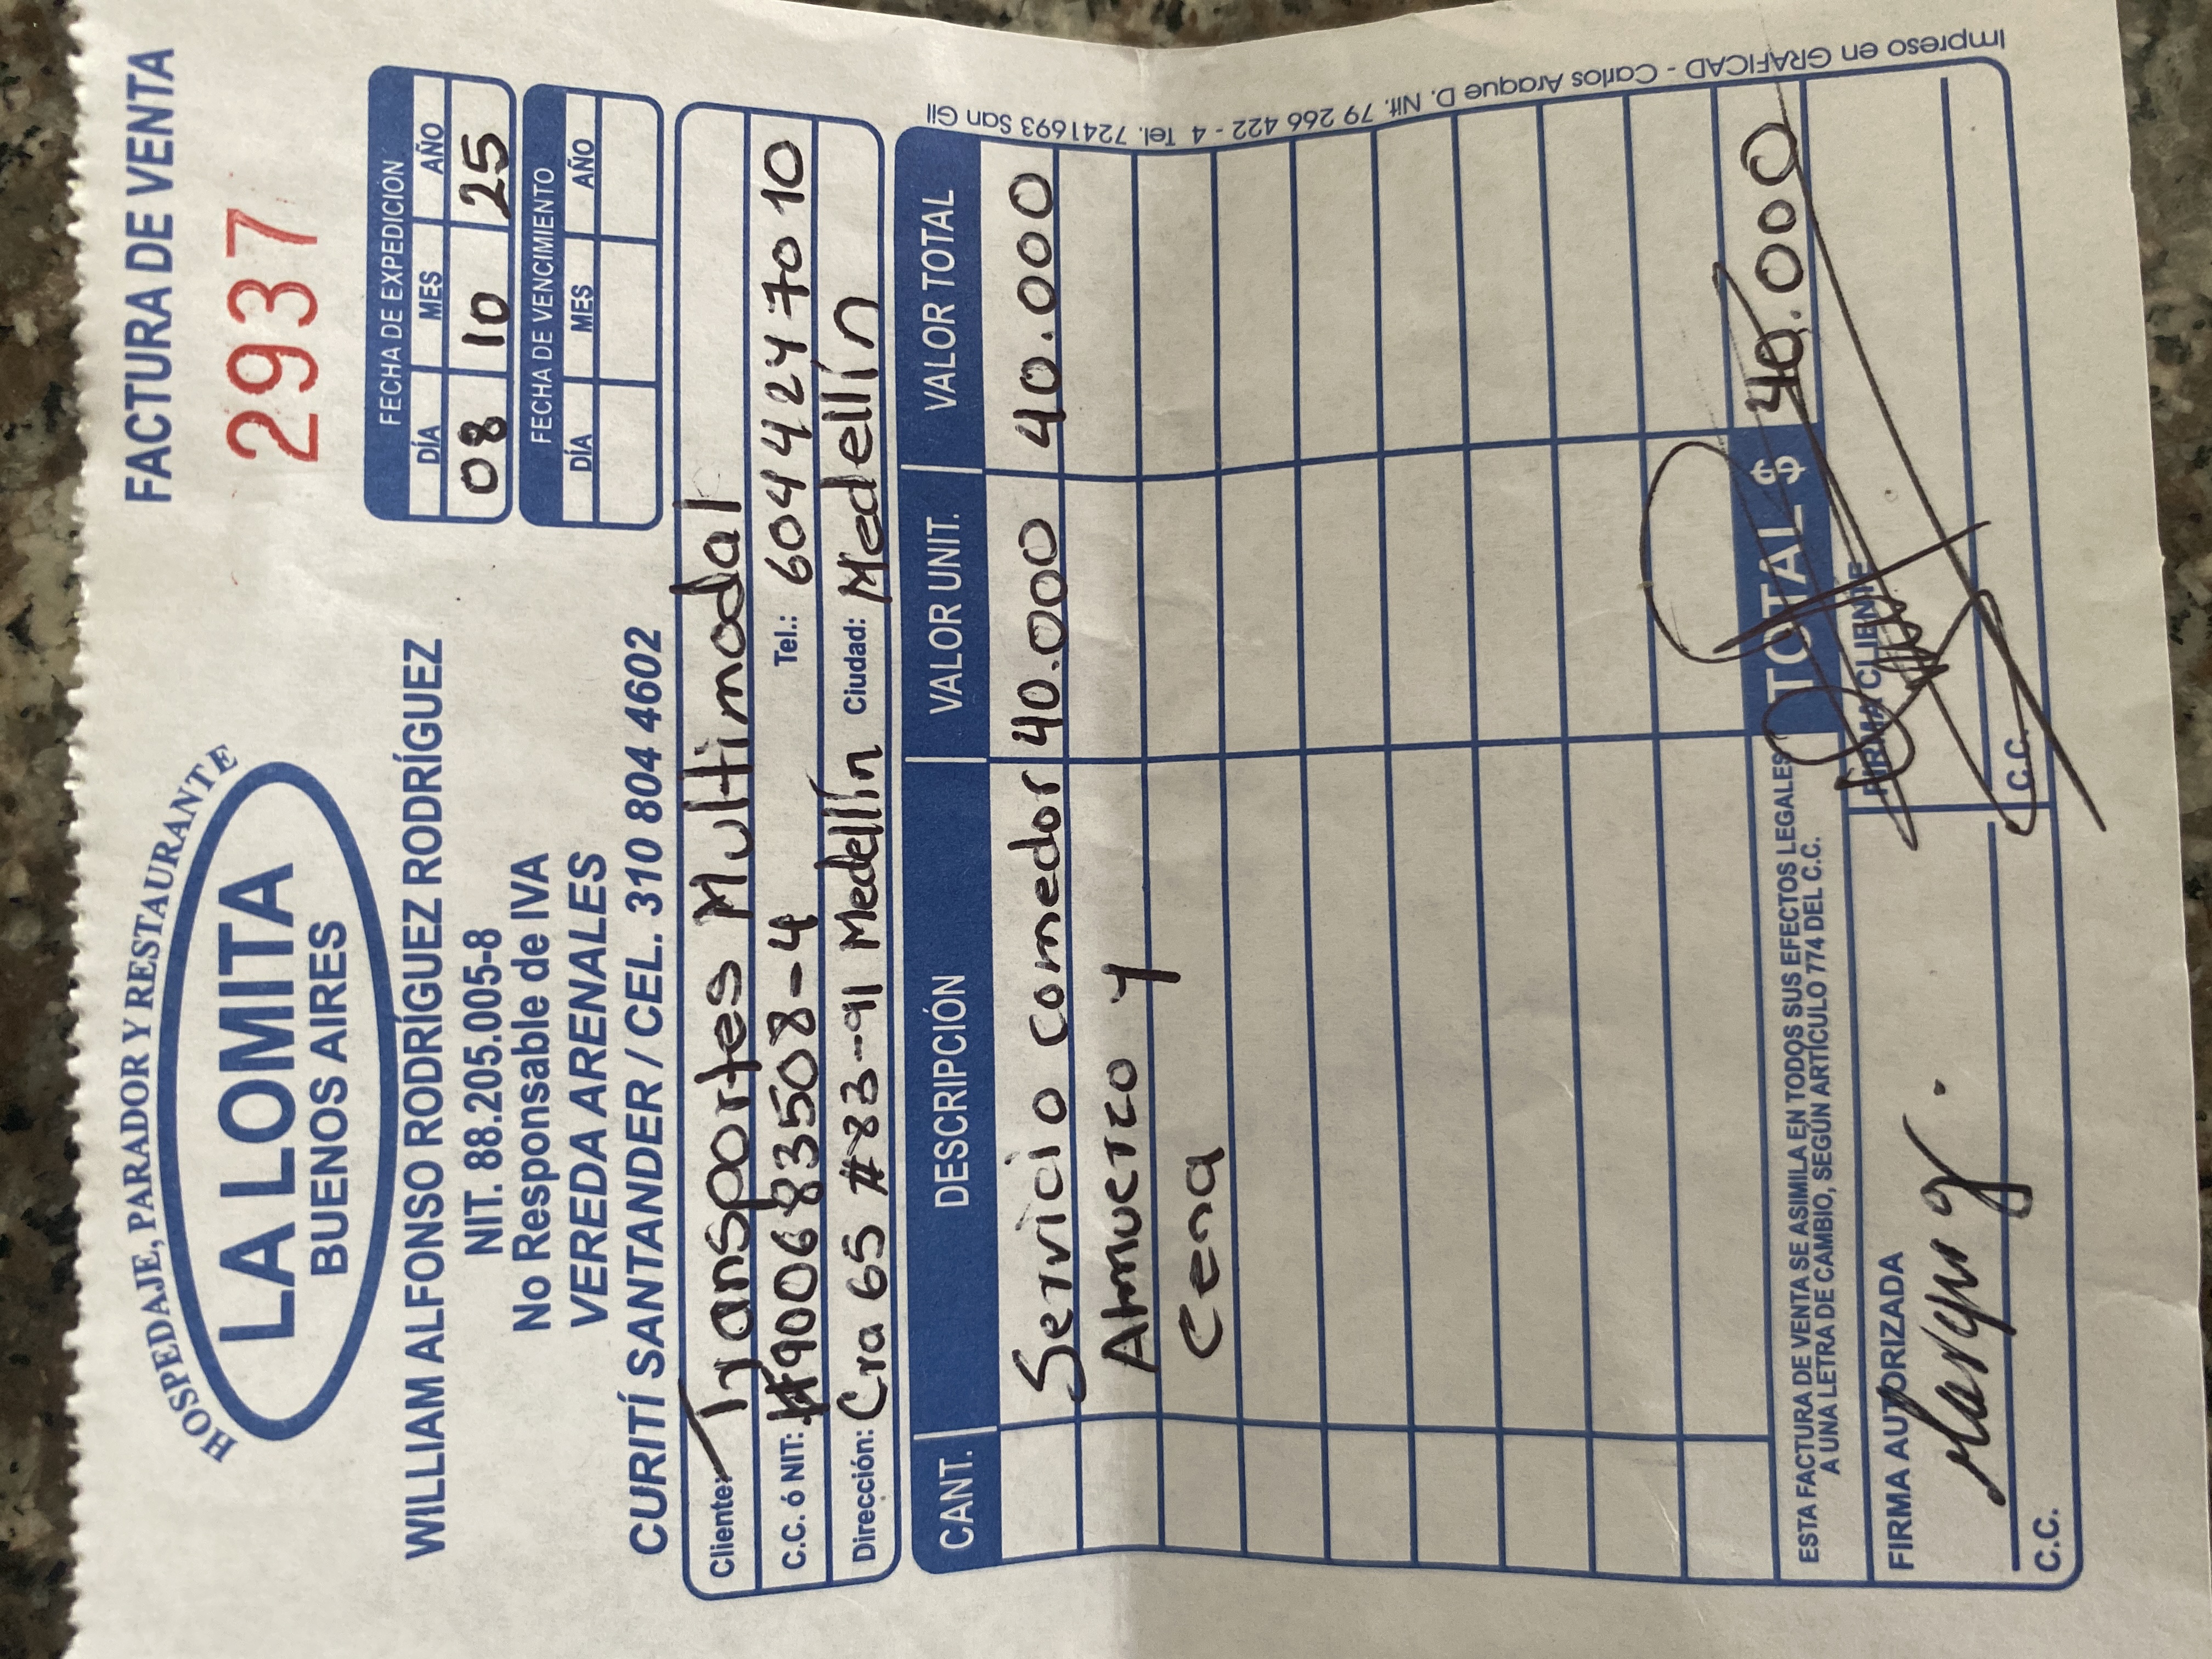 HOSPEDAJE, PARADOR Y RESTAURANTE
LA LOMITA
BUENOS AIRES
FACTURA DE VENTA
2937
WILLIAM ALFONSO RODRÍGUEZ RODRÍGUEZ
NIT. 88.205.005-8
No Responsable de IVA
VEREDA ARENALES
CURITÍ SANTANDER / CEL. 310 804 4602
FECHA DE EXPEDICIÓN
DÍA MES AÑO
08 10 25
FECHA DE VENCIMIENTO
DÍA MES AÑO
Cliente: Transportes Multimodal
C.C. ó NIT: 900683508-4 Tel.: 6044247010
Dirección: Cra 65 #83-91 Medellín Ciudad: Medellín
CANT. DESCRIPCIÓN VALOR UNIT. VALOR TOTAL
Servicio comedor 40.000 40.000
Almuerzo y
Cena
TOTAL $ 40.000
ESTA FACTURA DE VENTA SE ASIMILA EN TODOS SUS EFECTOS LEGALES
A UNA LETRA DE CAMBIO, SEGÚN ARTÍCULO 774 DEL C.C.
FIRMA AUTORIZADA
C.C.
FIRMA CLIENTE
C.C.
Impreso en GRAFICAD - Carlos Araque D. Nit. 79 266 422 - 4 Tel. 7241693 San Gil